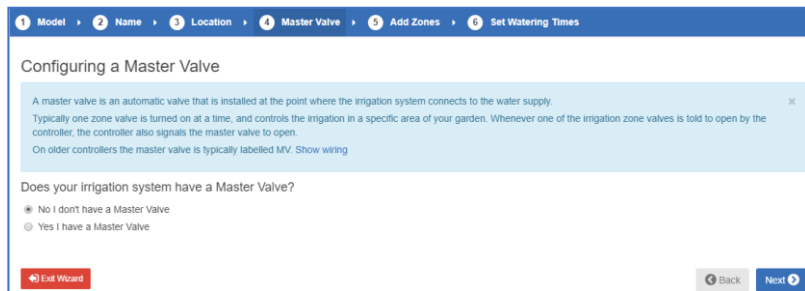 1 Model 2 Name 3 Location 4 Master Valve 5 Add Zones 6 Set Watering Times
Configuring a Master Valve
A master valve is an automatic valve that is installed at the point where the irrigation system connects to the water supply.
Typically one zone valve is turned on at a time, and controls the irrigation in a specific area of your garden. Whenever one of the irrigation zone valves is told to open by the
controller, the controller also signals the master valve to open.
On older controllers the master valve is typically labelled MV. Show wiring
Does your irrigation system have a Master Valve?
No I don't have a Master Valve
Yes I have a Master Valve
Exit Wizard Back Next